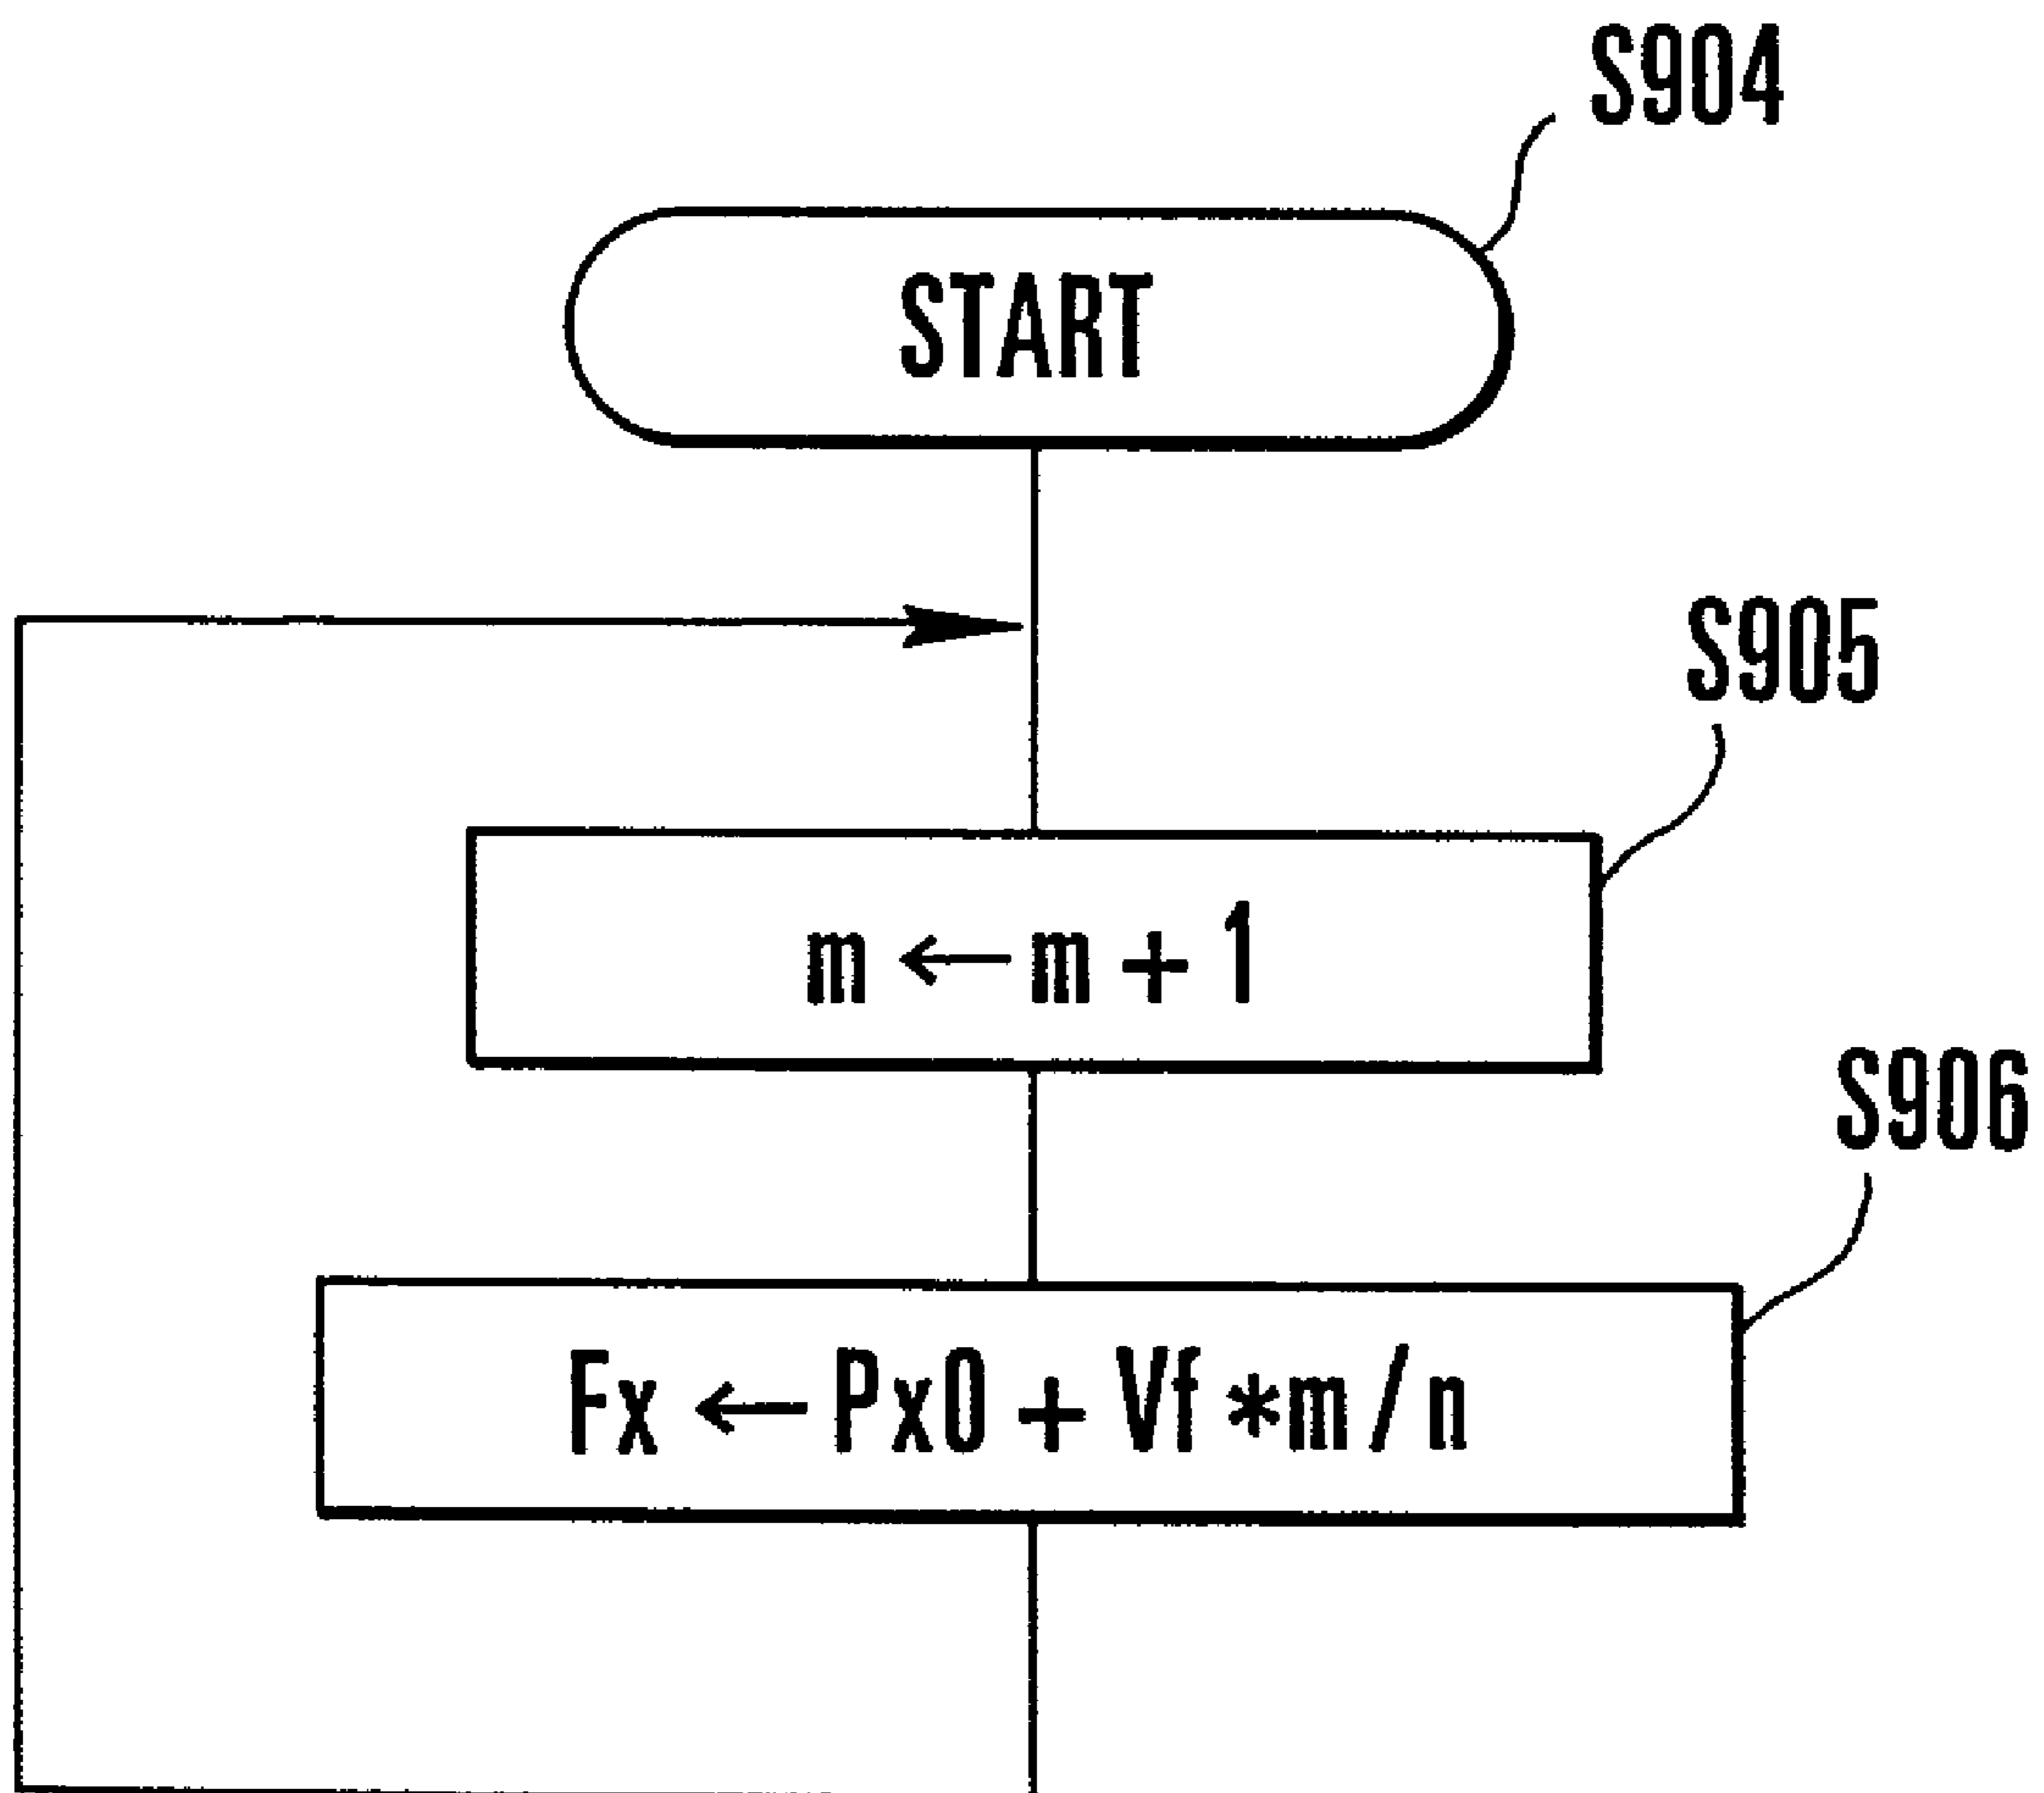 S904
START
S905
m ← m + 1
S906
Fx ← Px0 + Vf *m / n